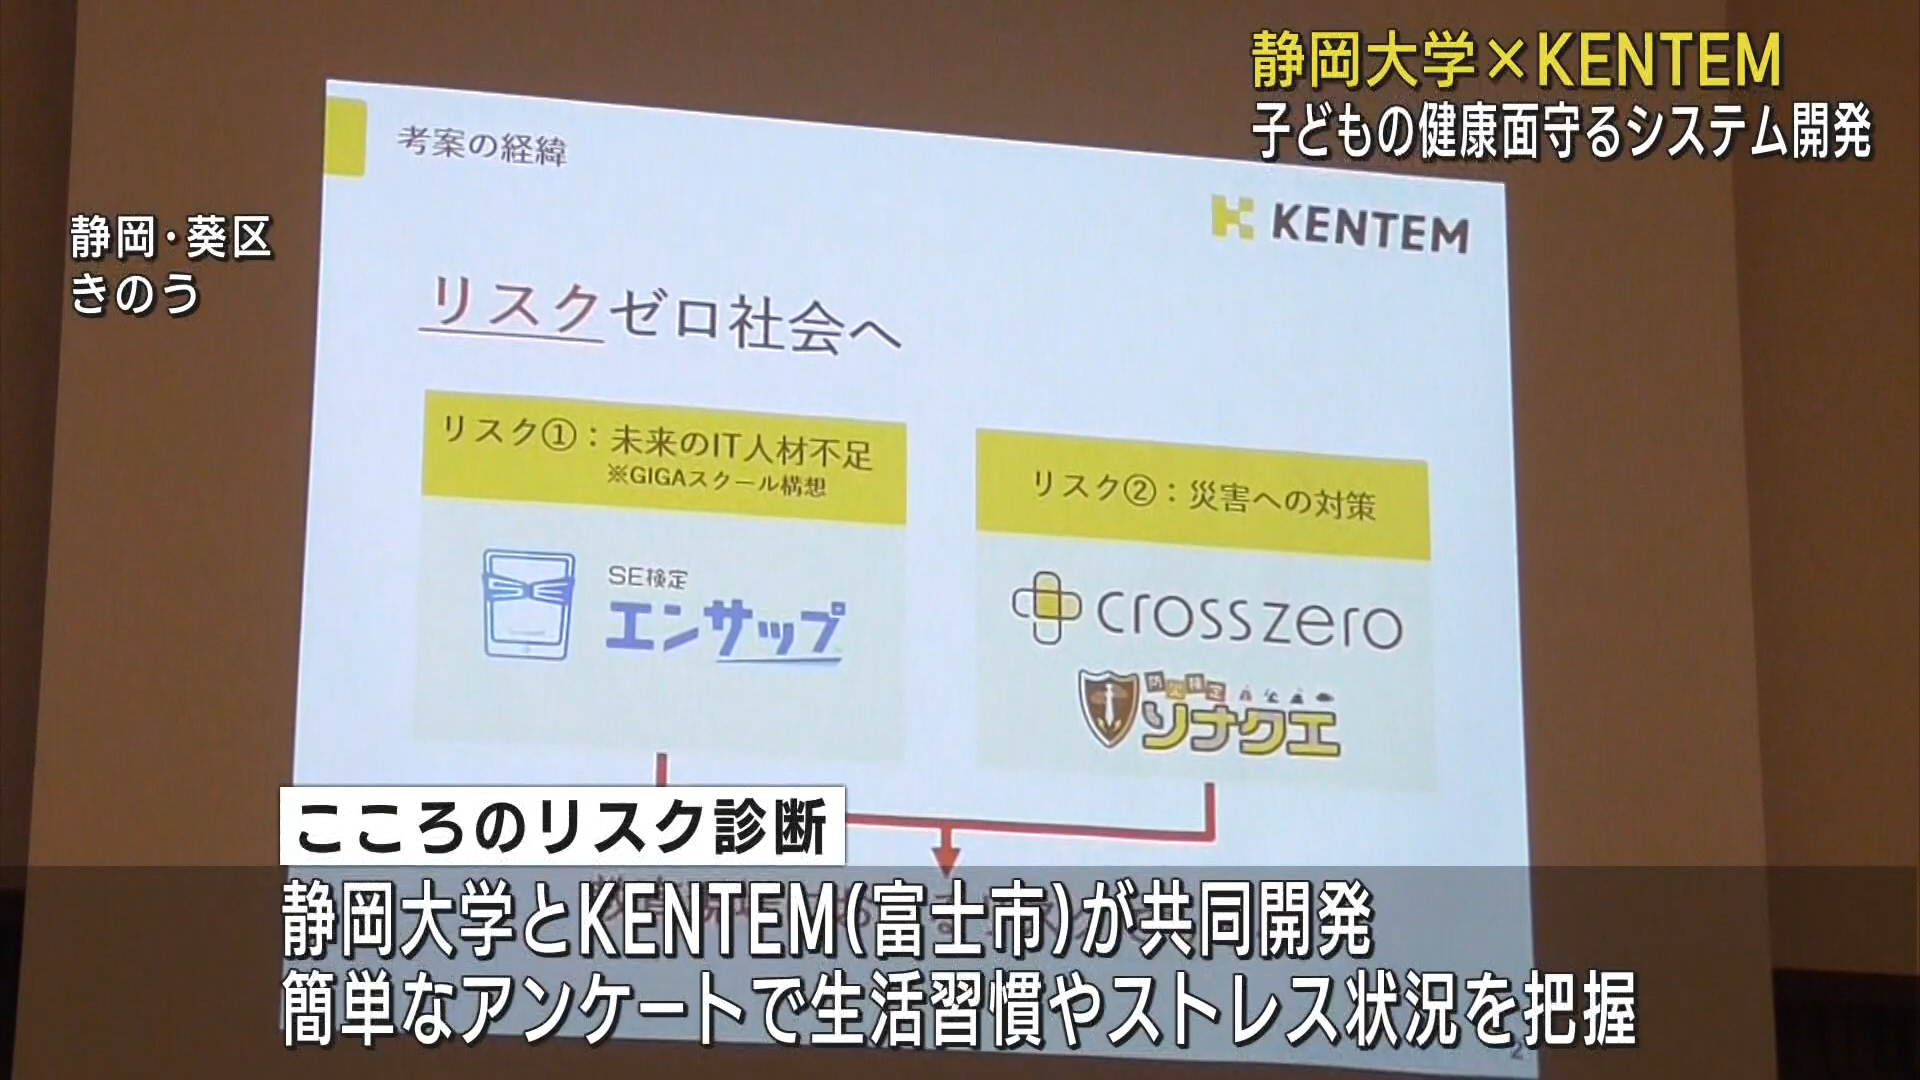 静岡大学×KENTEM
子どもの健康面守るシステム開発
静岡・葵区
きのう
考案の経緯
KENTEM
リスクゼロ社会へ
リスク①：未来のIT人材不足
※GIGAスクール構想
SE検定
エンサップ
リスク②：災害への対策
crosszero
防災検定
ソナクエ
こころのリスク診断
静岡大学とKENTEM(富士市)が共同開発
簡単なアンケートで生活習慣やストレス状況を把握
2